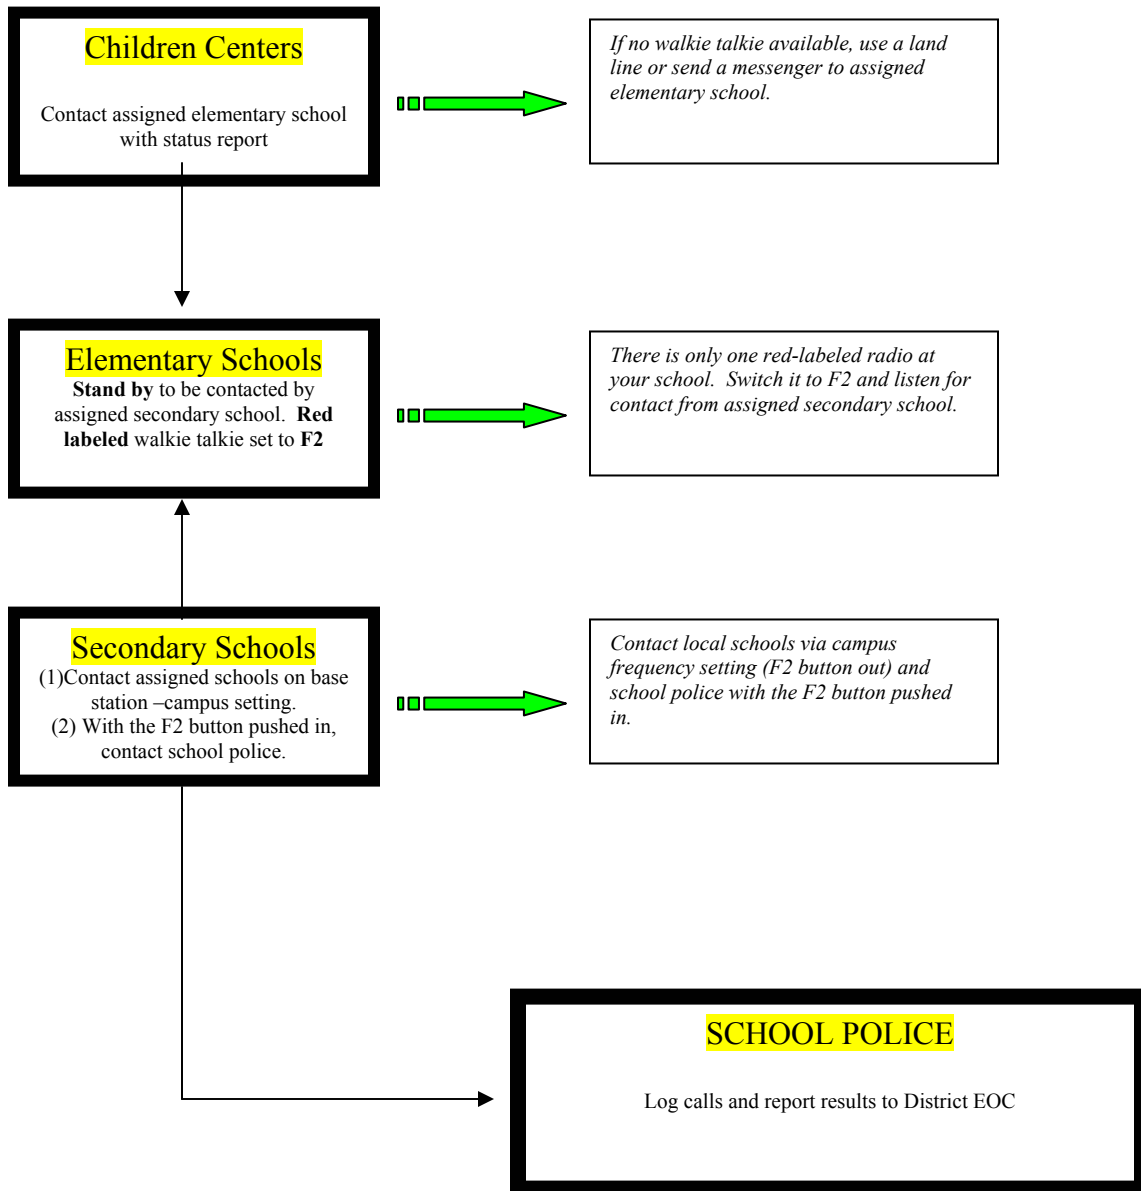 Children Centers
Contact assigned elementary school
with status report
If no walkie talkie available, use a land
line or send a messenger to assigned
elementary school.
Elementary Schools
Stand by to be contacted by
assigned secondary school.  Red
labeled walkie talkie set to F2
There is only one red-labeled radio at
your school.  Switch it to F2 and listen for
contact from assigned secondary school.
Secondary Schools
(1)Contact assigned schools on base
station –campus setting.
(2) With the F2 button pushed in,
contact school police.
Contact local schools via campus
frequency setting (F2 button out) and
school police with the F2 button pushed
in.
SCHOOL POLICE
Log calls and report results to District EOC